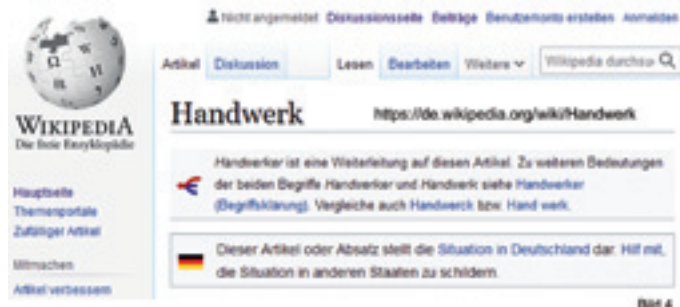 Nicht angemeldet Diskussionsseite Beiträge Benutzerkonto erstellen Anmelden
Artikel Diskussion Lesen Bearbeiten Weitere Wikipedia durchsu
WIKIPEDIA
Die freie Enzyklopädie
Handwerk https://de.wikipedia.org/wiki/Handwerk
Handwerker ist eine Weiterleitung auf diesen Artikel. Zu weiteren Bedeutungen
der beiden Begriffe Handwerker und Handwerk siehe Handwerker
(Begriffsklärung). Vergleiche auch Handwerck bzw. Hand werk.
Hauptseite
Themenportale
Zufälliger Artikel
Dieser Artikel oder Absatz stellt die Situation in Deutschland dar. Hilf mit,
die Situation in anderen Staaten zu schildern.
Mitmachen
Artikel verbessern
Bild 4